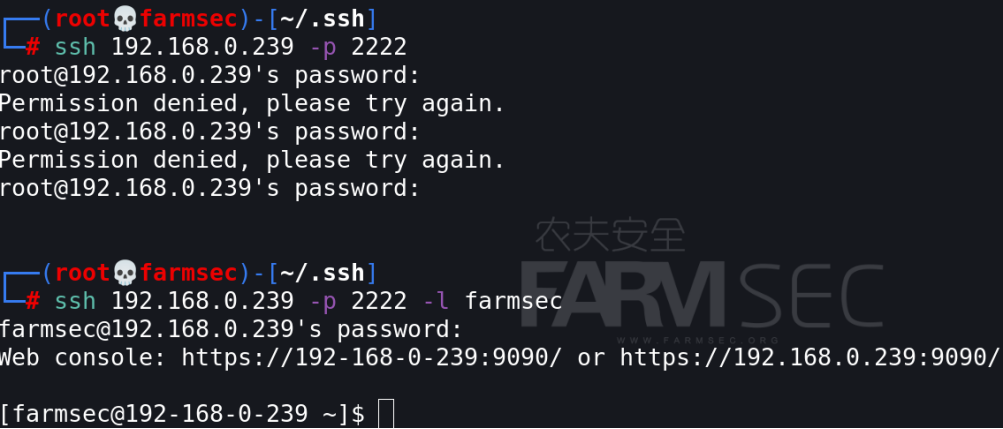 ┌──(root💀farmsec)-[~/.ssh]
└─# ssh 192.168.0.239 -p 2222
root@192.168.0.239's password:
Permission denied, please try again.
root@192.168.0.239's password:
Permission denied, please try again.
root@192.168.0.239's password:
农夫安全
FARMSEC
WWW.FARMSEC.ORG
┌──(root💀farmsec)-[~/.ssh]
└─# ssh 192.168.0.239 -p 2222 -l farmsec
farmsec@192.168.0.239's password:
Web console: https://192-168-0-239:9090/ or https://192.168.0.239:9090/
[farmsec@192-168-0-239 ~]$